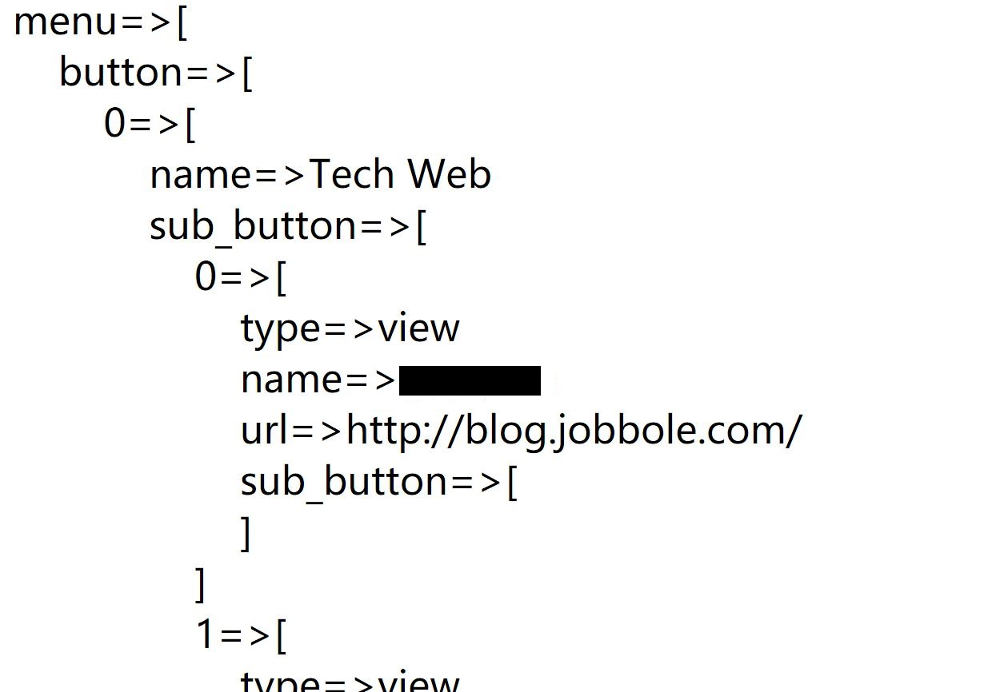 menu=>[
button=>[
0=>[
name=>Tech Web
sub_button=>[
0=>[
type=>view
name=>
url=>http://blog.jobbole.com/
sub_button=>[
]
]
1=>[
type=>view